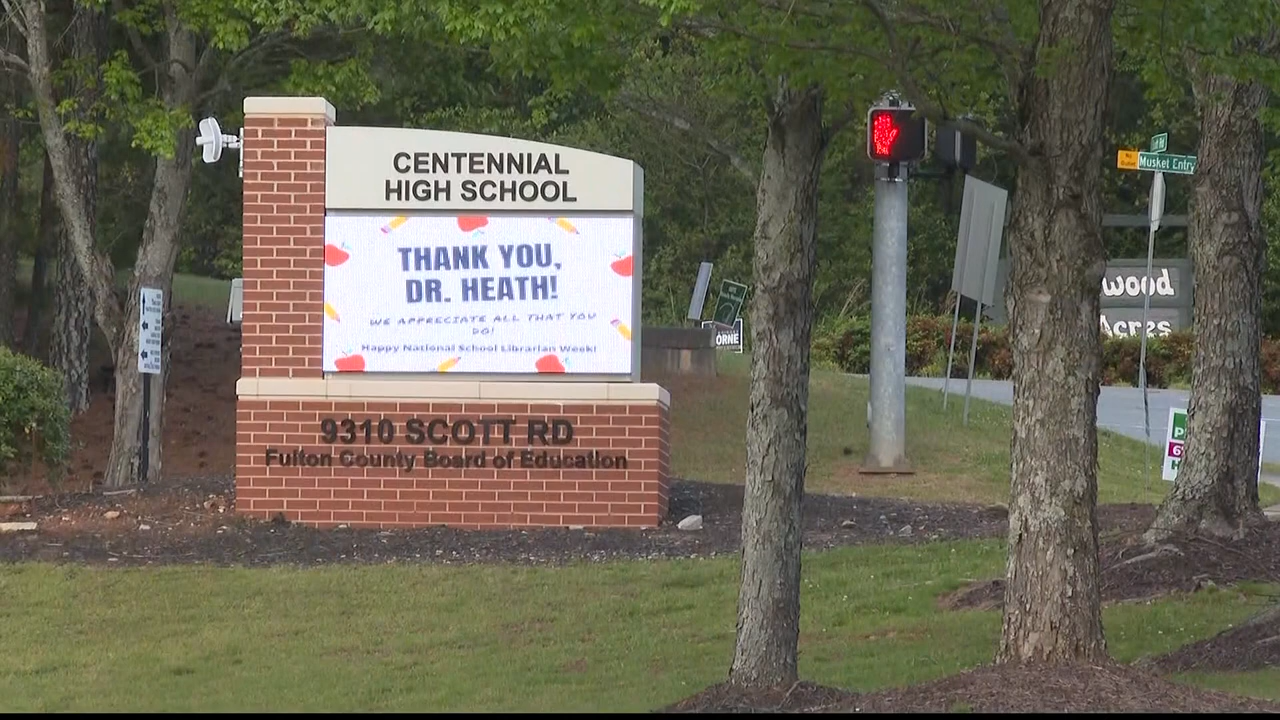 CENTENNIAL
HIGH SCHOOL
THANK YOU,
DR. HEATH!
WE APPRECIATE ALL THAT YOU
DO!
Happy National School Librarian Week!
9310 SCOTT RD
Fulton County Board of Education
Musket Entry
wood
Acres
ORNE